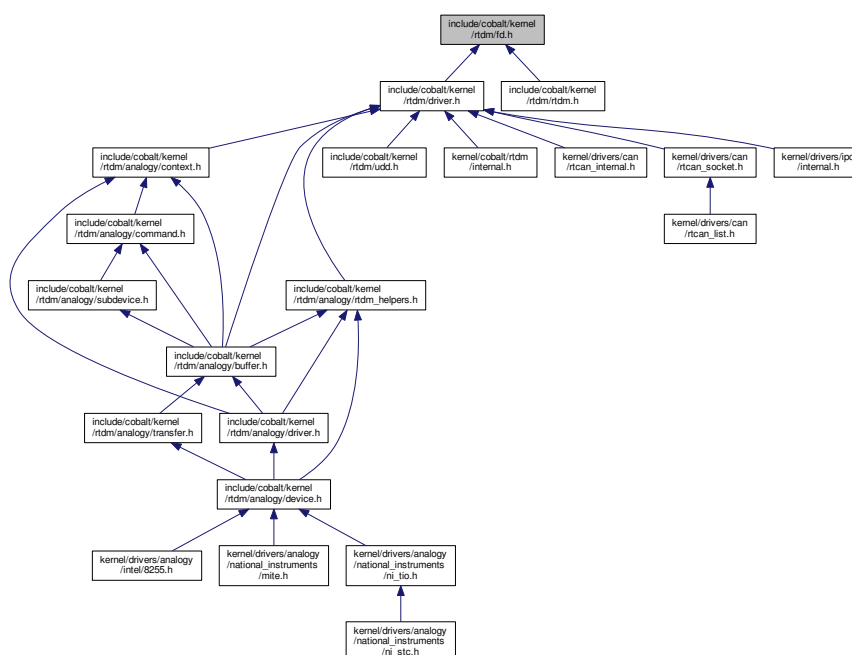 include/cobalt/kernel
/rtdm/fd.h
include/cobalt/kernel
/rtdm/driver.h
include/cobalt/kernel
/rtdm/rtdm.h
include/cobalt/kernel
/rtdm/analogy/context.h
include/cobalt/kernel
/rtdm/udd.h
kernel/cobalt/rtdm
/internal.h
kernel/drivers/can
/rtcan_internal.h
kernel/drivers/can
/rtcan_socket.h
kernel/drivers/ipc
/internal.h
include/cobalt/kernel
/rtdm/analogy/command.h
kernel/drivers/can
/rtcan_list.h
include/cobalt/kernel
/rtdm/analogy/subdevice.h
include/cobalt/kernel
/rtdm/analogy/rtdm_helpers.h
include/cobalt/kernel
/rtdm/analogy/buffer.h
include/cobalt/kernel
/rtdm/analogy/transfer.h
include/cobalt/kernel
/rtdm/analogy/driver.h
include/cobalt/kernel
/rtdm/analogy/device.h
kernel/drivers/analogy
/intel/8255.h
kernel/drivers/analogy
/national_instruments
/mite.h
kernel/drivers/analogy
/national_instruments
/ni_tio.h
kernel/drivers/analogy
/national_instruments
/ni_stc.h